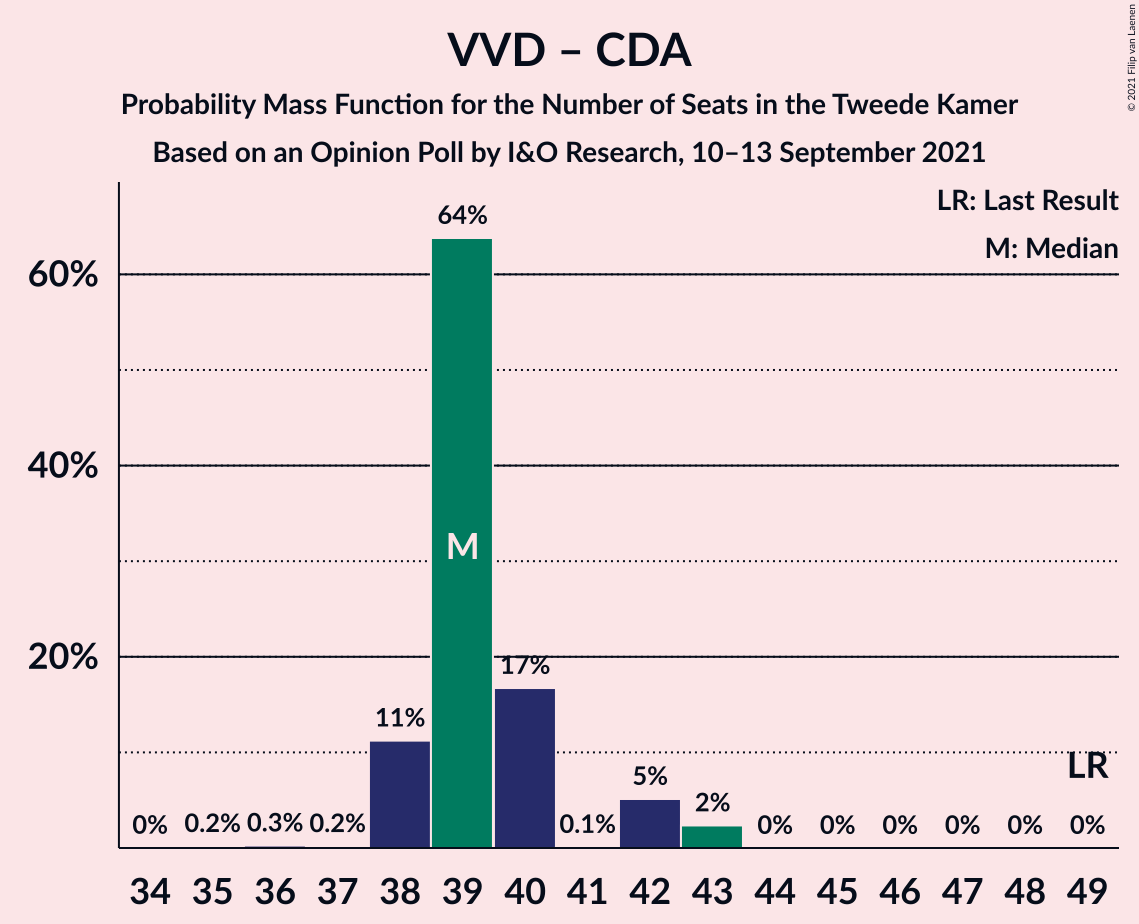 VVD – CDA
Probability Mass Function for the Number of Seats in the Tweede Kamer
Based on an Opinion Poll by I&O Research, 10–13 September 2021
© 2021 Filip van Laenen
LR: Last Result
M: Median
60%
40%
20%
0% 0.2% 0.3% 0.2% 11% 64% 17% 0.1% 5% 2% 0% 0% 0% 0% 0% 0%
M
LR
34 35 36 37 38 39 40 41 42 43 44 45 46 47 48 49